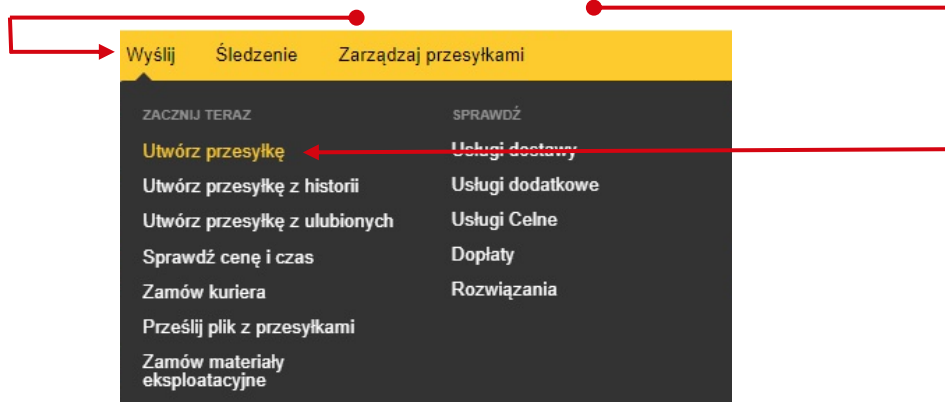 Wyślij Śledzenie Zarządzaj przesyłkami
ZACZNIJ TERAZ
Utwórz przesyłkę
Utwórz przesyłkę z historii
Utwórz przesyłkę z ulubionych
Sprawdź cenę i czas
Zamów kuriera
Prześlij plik z przesyłkami
Zamów materiały
eksploatacyjne
SPRAWDŹ
Usługi dostawy
Usługi dodatkowe
Usługi Celne
Dopłaty
Rozwiązania